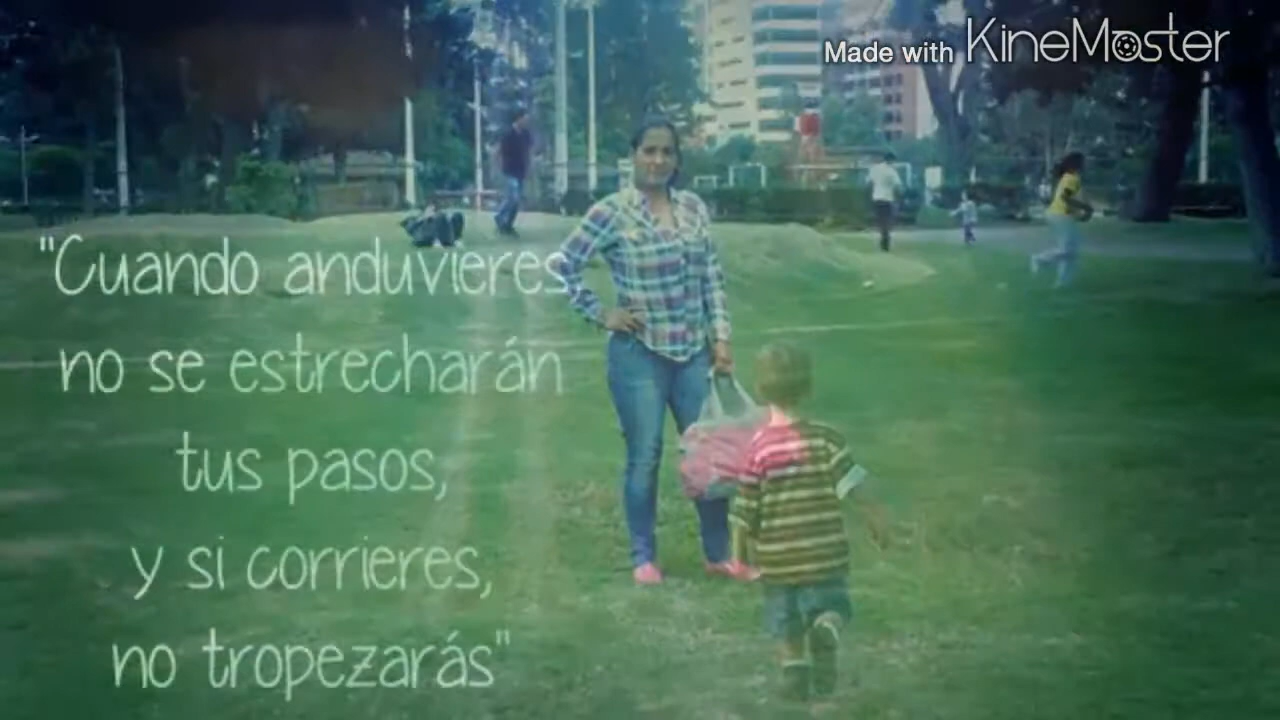 Made with KineMaster
"Cuando anduvieres
no se estrecharán
tus pasos,
y si corrieres,
no tropezarás"